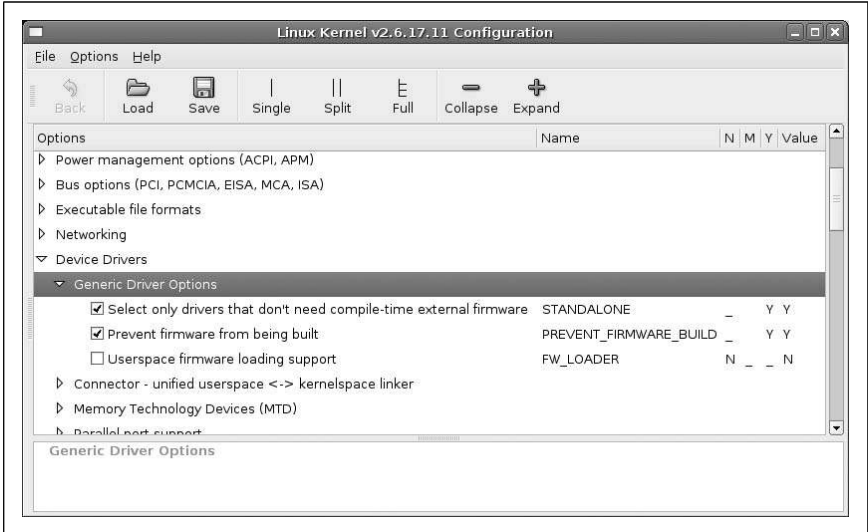 Linux Kernel v2.6.17.11 Configuration
File Options Help
Back Load Save Single Split Full Collapse Expand
Options Name N M Y Value
Power management options (ACPI, APM)
Bus options (PCI, PCMCIA, EISA, MCA, ISA)
Executable file formats
Networking
Device Drivers
Generic Driver Options
Select only drivers that don't need compile-time external firmware STANDALONE _ Y Y
Prevent firmware from being built PREVENT_FIRMWARE_BUILD _ Y Y
Userspace firmware loading support FW_LOADER N _ _ N
Connector - unified userspace <-> kernelspace linker
Memory Technology Devices (MTD)
Parallel port support
Generic Driver Options